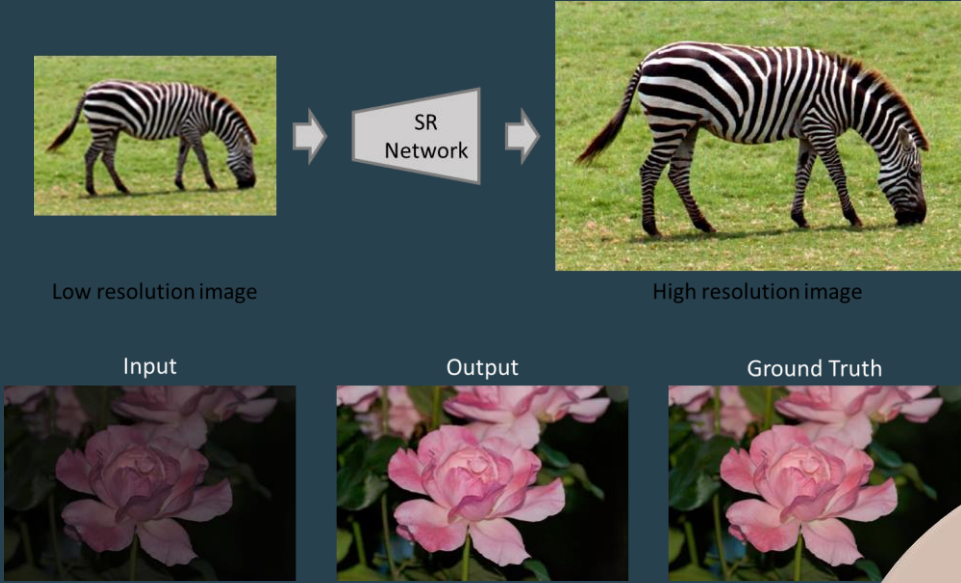 SR
Network
Low resolution image
High resolution image
Input
Output
Ground Truth